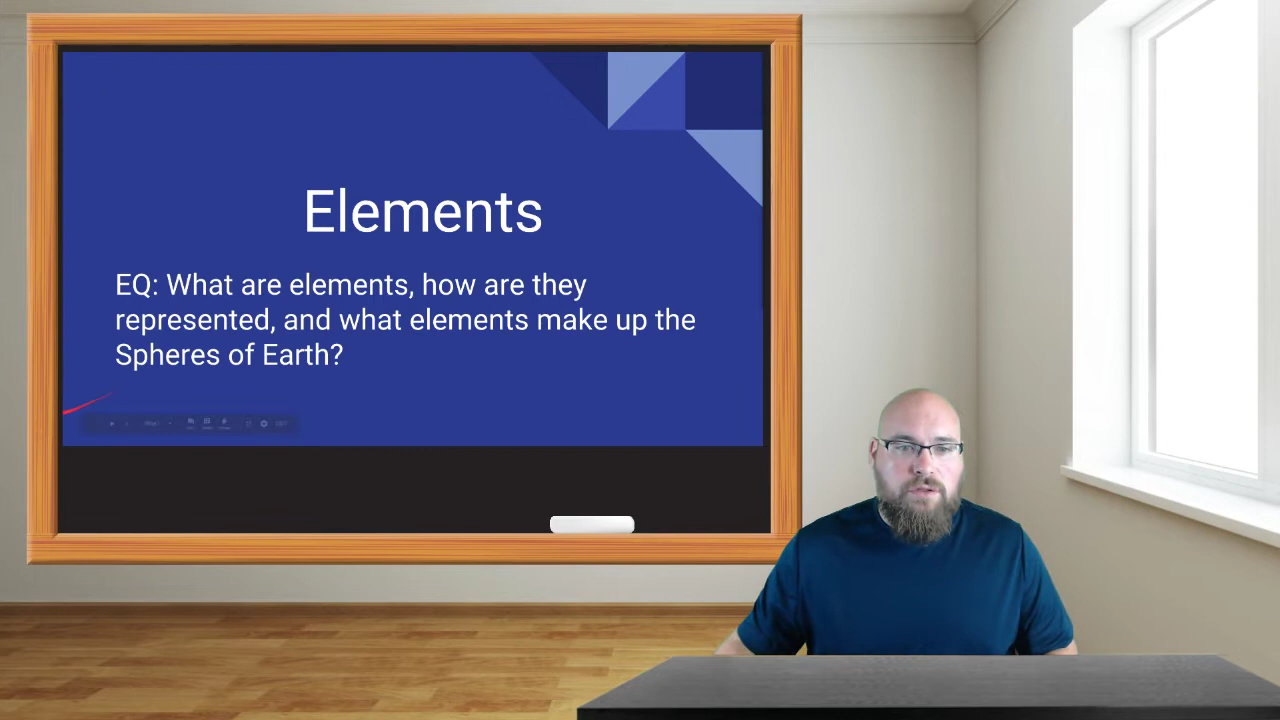 Elements
EQ: What are elements, how are they
represented, and what elements make up the
Spheres of Earth?